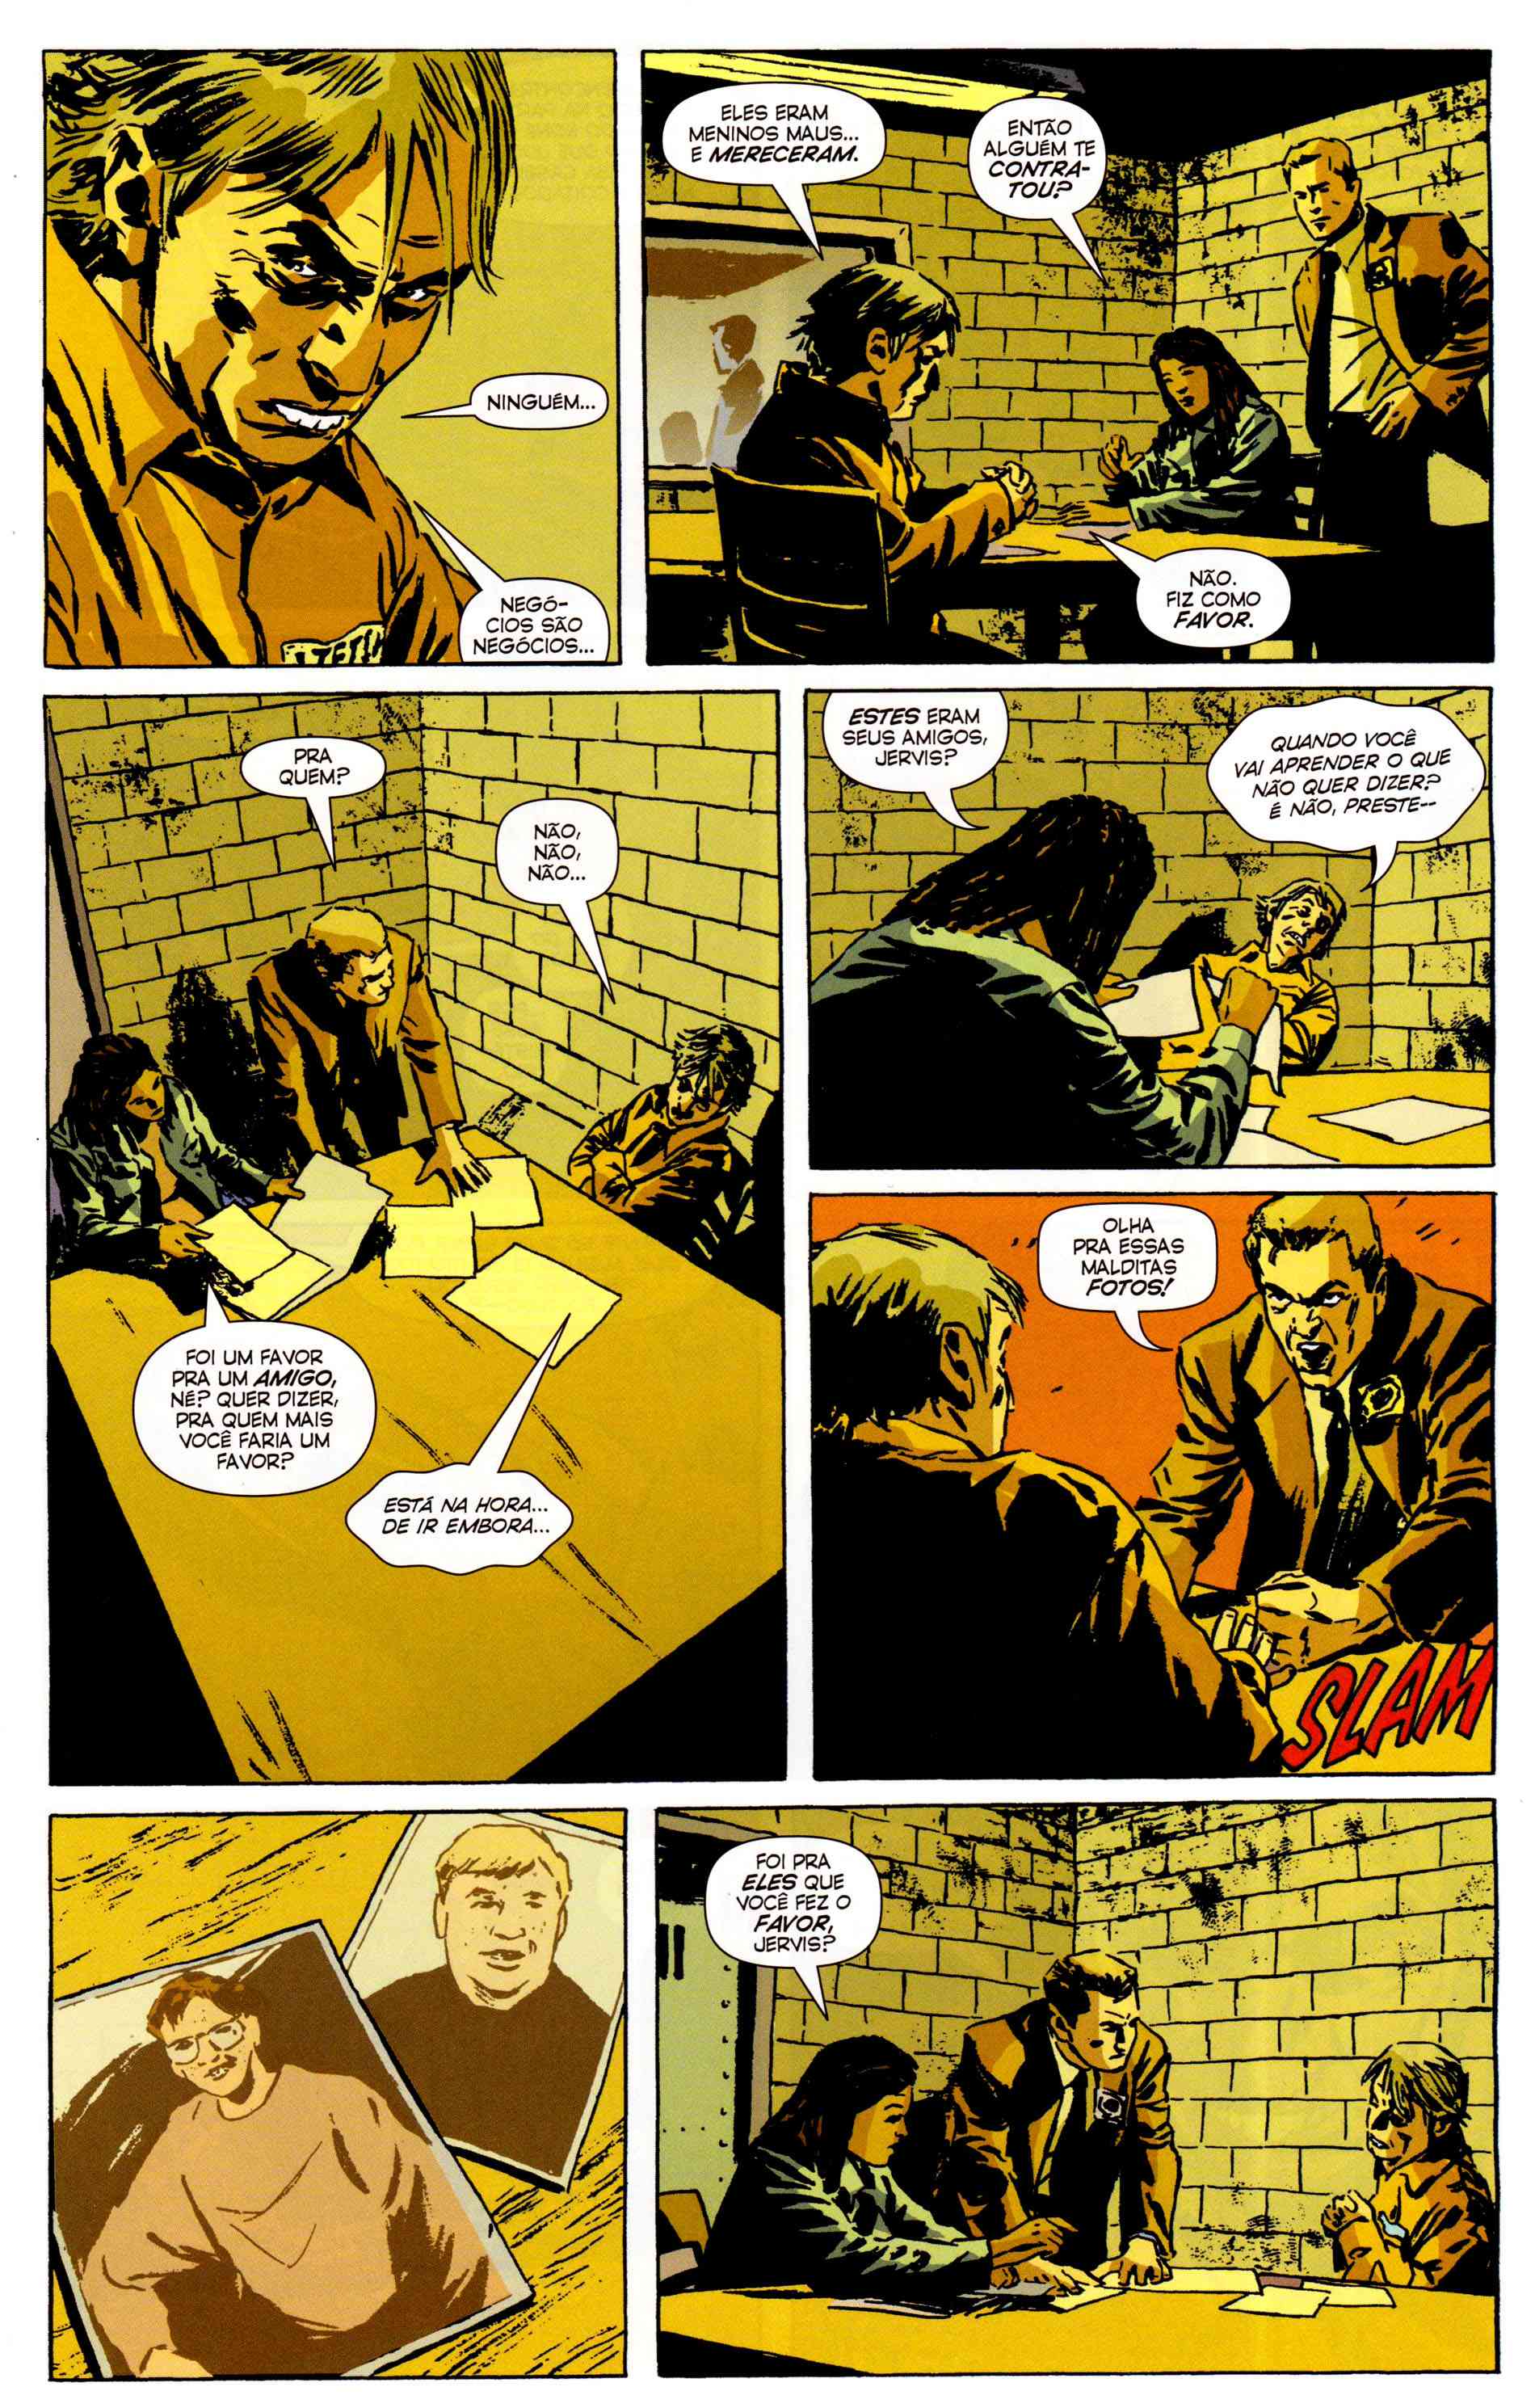 NINGUÉM...
NEGÓ-
CIOS SÃO
NEGÓCIOS...
ELES ERAM
MENINOS MAUS...
E MERECERAM.
ENTÃO
ALGUÉM TE
CONTRA-
TOU?
NÃO.
FIZ COMO
FAVOR.
PRA
QUEM?
NÃO,
NÃO,
NÃO...
FOI UM FAVOR
PRA UM AMIGO,
NÉ? QUER DIZER,
PRA QUEM MAIS
VOCÊ FARIA UM
FAVOR?
ESTÁ NA HORA...
DE IR EMBORA...
ESTES ERAM
SEUS AMIGOS,
JERVIS?
QUANDO VOCÊ
VAI APRENDER O QUE
NÃO QUER DIZER?
É NÃO, PRESTE--
OLHA
PRA ESSAS
MALDITAS
FOTOS!
SLAM
FOI PRA
ELES QUE
VOCÊ FEZ O
FAVOR,
JERVIS?